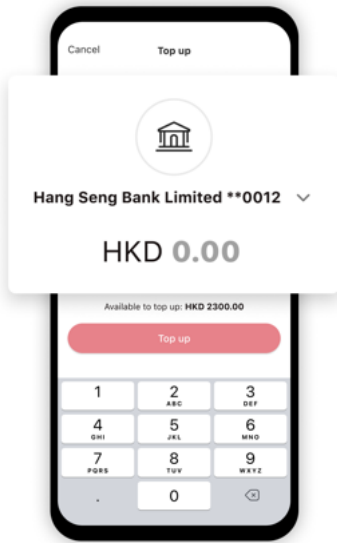 Cancel Top up
Hang Seng Bank Limited **0012
HKD 0.00
Available to top up: HKD 2300.00
Top up
1 2 3
ABC DEF
4 5 6
GHI JKL MNO
7 8 9
PQRS TUV WXYZ
. 0